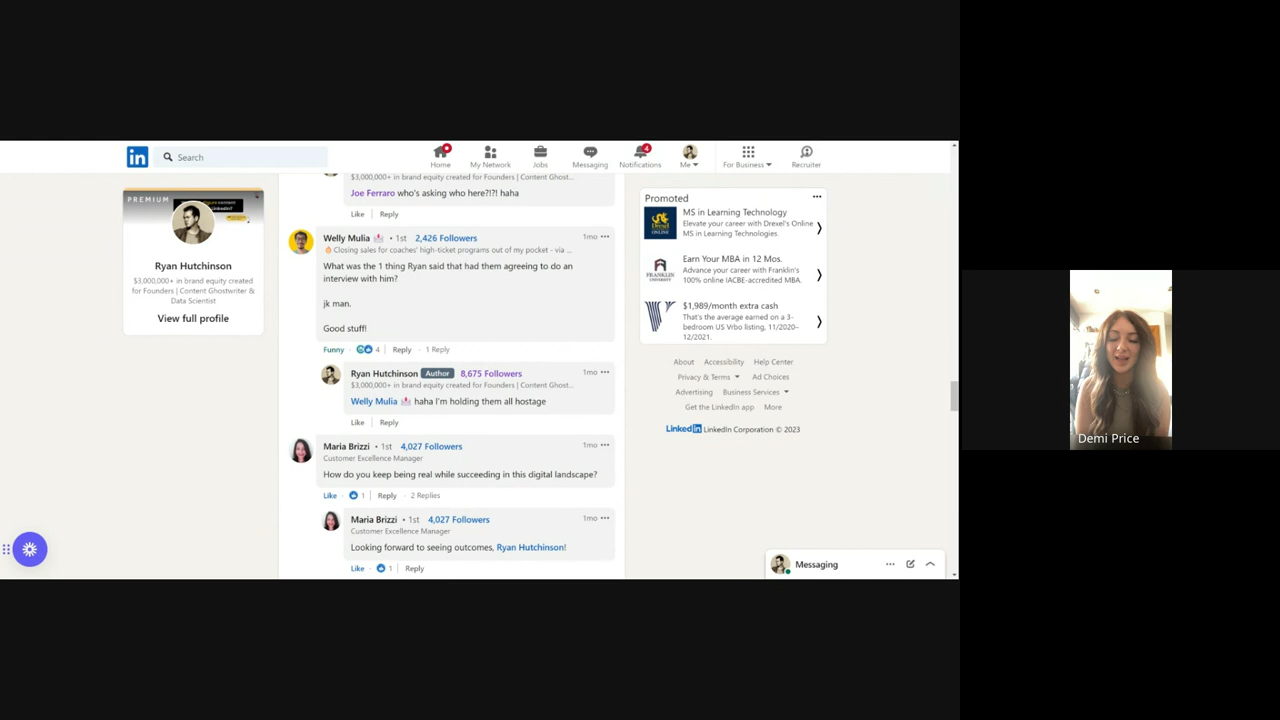 in Search
Home
My Network
Jobs
Messaging
4
Notifications
Me
For Business
Recruiter
PREMIUM
Ryan Hutchinson
$3,000,000+ in brand equity created
for Founders | Content Ghostwriter &
Data Scientist
View full profile
$3,000,000+ in brand equity created for Founders | Content Ghost...
Joe Ferraro who's asking who here?!?! haha
Like | Reply
Welly Mulia • 1st 2,426 Followers
1mo •••
Closing sales for coaches' high-ticket programs out of my pocket - via ...
What was the 1 thing Ryan said that had them agreeing to do an
interview with him?
jk man.
Good stuff!
Funny · 4 | Reply · 1 Reply
Ryan Hutchinson Author 8,675 Followers
1mo •••
$3,000,000+ in brand equity created for Founders | Content Ghost...
Welly Mulia haha I'm holding them all hostage
Like | Reply
Maria Brizzi • 1st 4,027 Followers
1mo •••
Customer Excellence Manager
How do you keep being real while succeeding in this digital landscape?
Like · 1 | Reply · 2 Replies
Maria Brizzi • 1st 4,027 Followers
1mo •••
Customer Excellence Manager
Looking forward to seeing outcomes, Ryan Hutchinson!
Like · 1 | Reply
Promoted •••
MS in Learning Technology
Elevate your career with Drexel's Online
MS in Learning Technologies.
Earn Your MBA in 12 Mos.
Advance your career with Franklin's
100% online IACBE-accredited MBA.
$1,989/month extra cash
That's the average earned on a 3-
bedroom US Vrbo listing, 11/2020–
12/2021.
About Accessibility Help Center
Privacy & Terms Ad Choices
Advertising Business Services
Get the LinkedIn app More
LinkedIn LinkedIn Corporation © 2023
Messaging •••
Demi Price